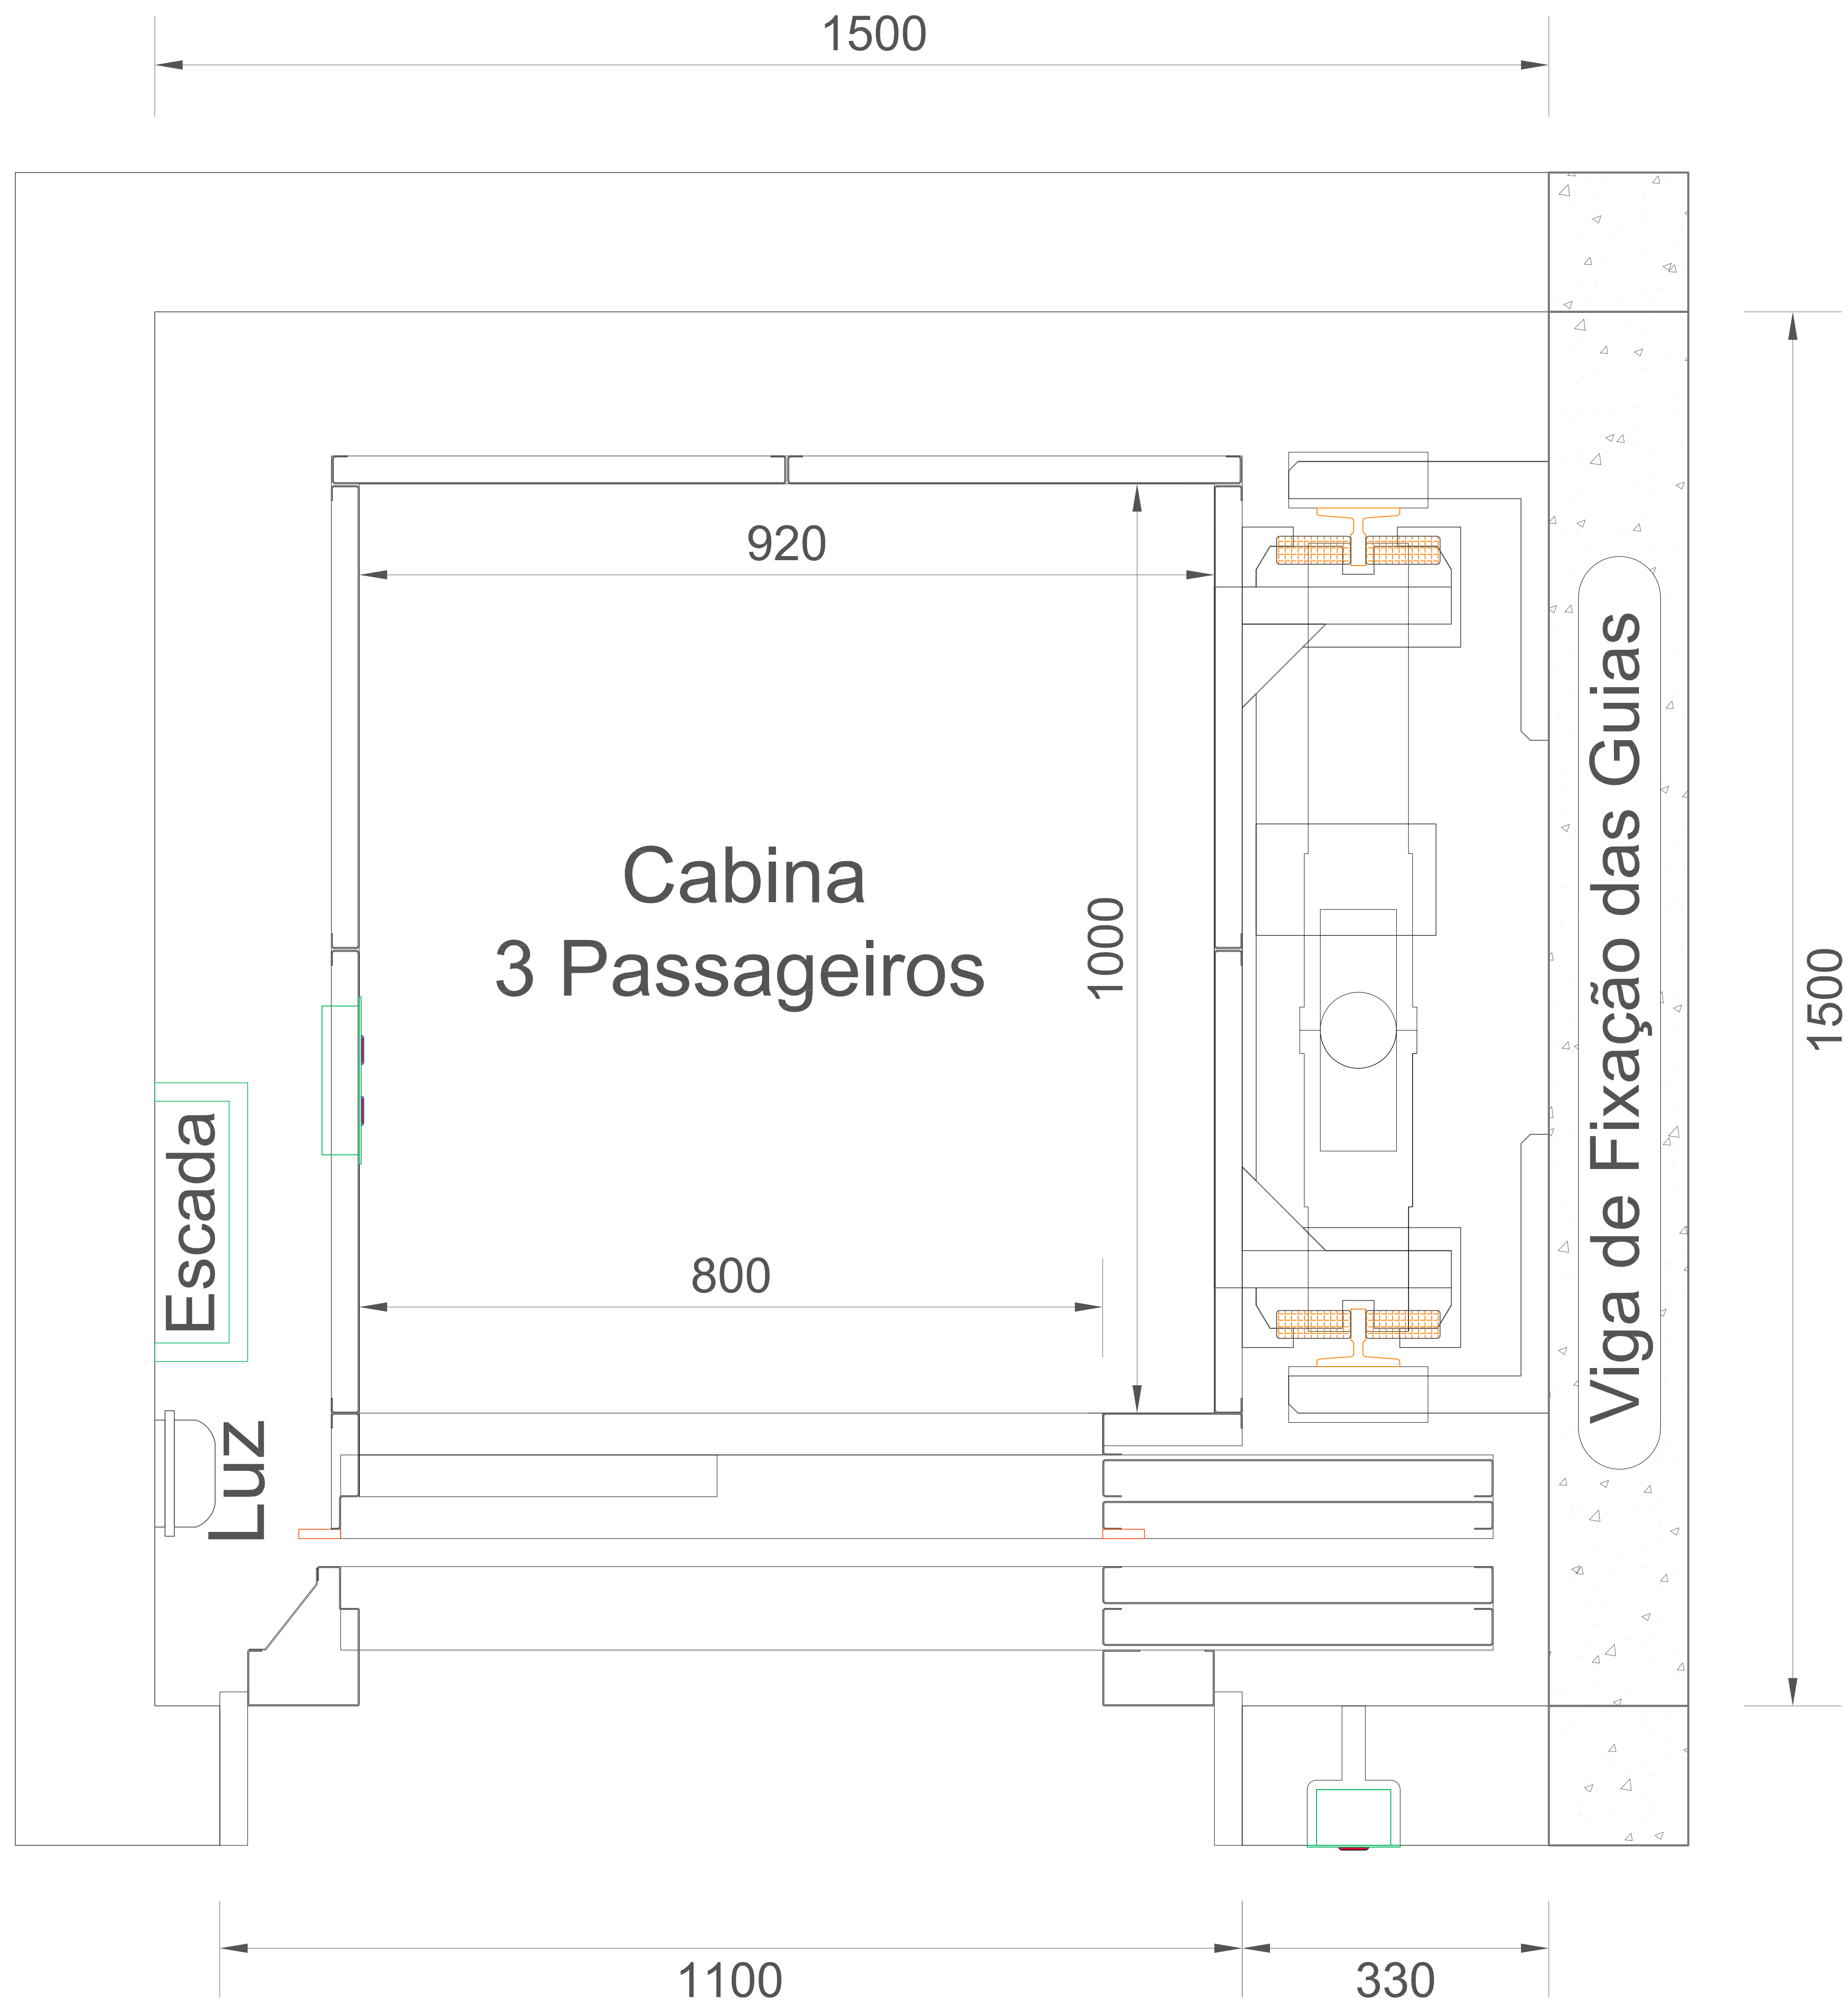 1500
920
Cabina
3 Passageiros
1000
Viga de Fixação das Guias
1500
Escada
800
Luz
1100
330